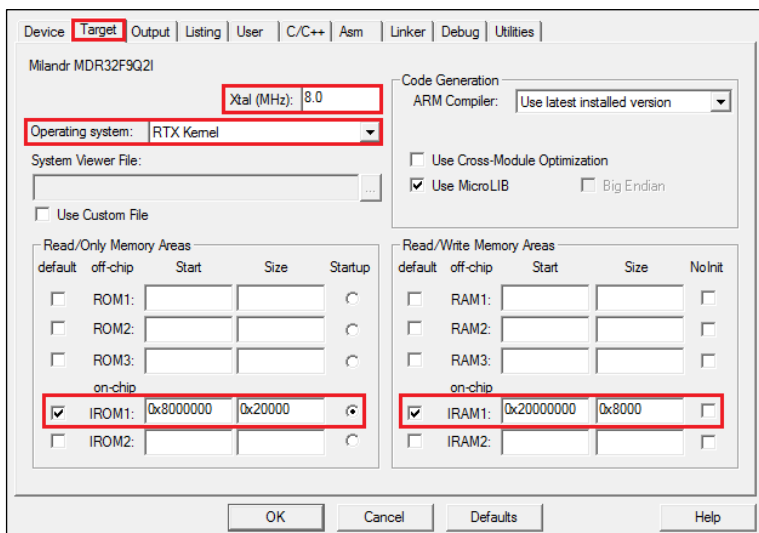 Device Target Output Listing User C/C++ Asm Linker Debug Utilities
Milandr MDR32F9Q2I
Xtal (MHz): 8.0
Operating system: RTX Kernel
System Viewer File:
...
Use Custom File
Code Generation
ARM Compiler: Use latest installed version
Use Cross-Module Optimization
Use MicroLIB Big Endian
Read/Only Memory Areas
default off-chip Start Size Startup
ROM1:
ROM2:
ROM3:
on-chip
IROM1: 0x8000000 0x20000
IROM2:
Read/Write Memory Areas
default off-chip Start Size NoInit
RAM1:
RAM2:
RAM3:
on-chip
IRAM1: 0x20000000 0x8000
IRAM2:
OK Cancel Defaults Help